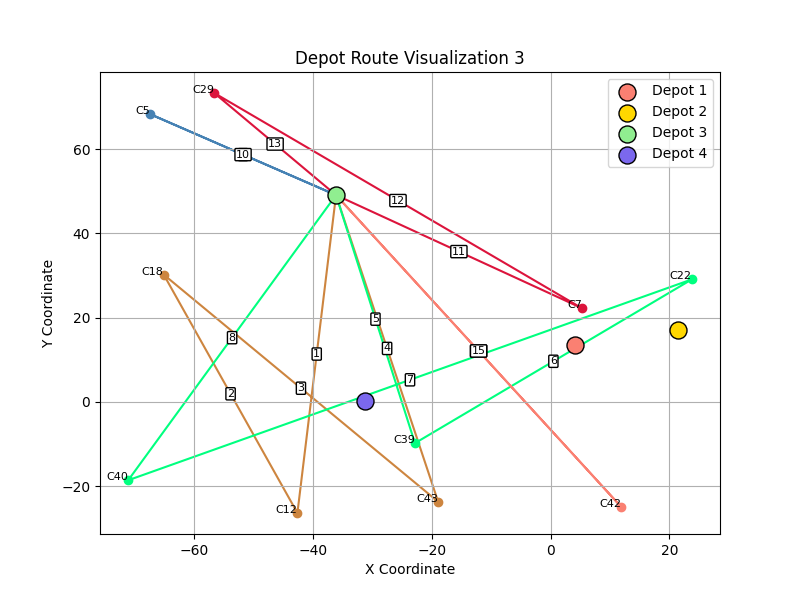 Depot Route Visualization 3
Depot 1
Depot 2
Depot 3
Depot 4
C29
C5
13
10
12
11
C18
C22
C7
5
8
1
4
15
6
7
3
2
C39
C40
C43
C12
C42
60
40
20
0
−20
−60
−40
−20
0
20
X Coordinate
Y Coordinate